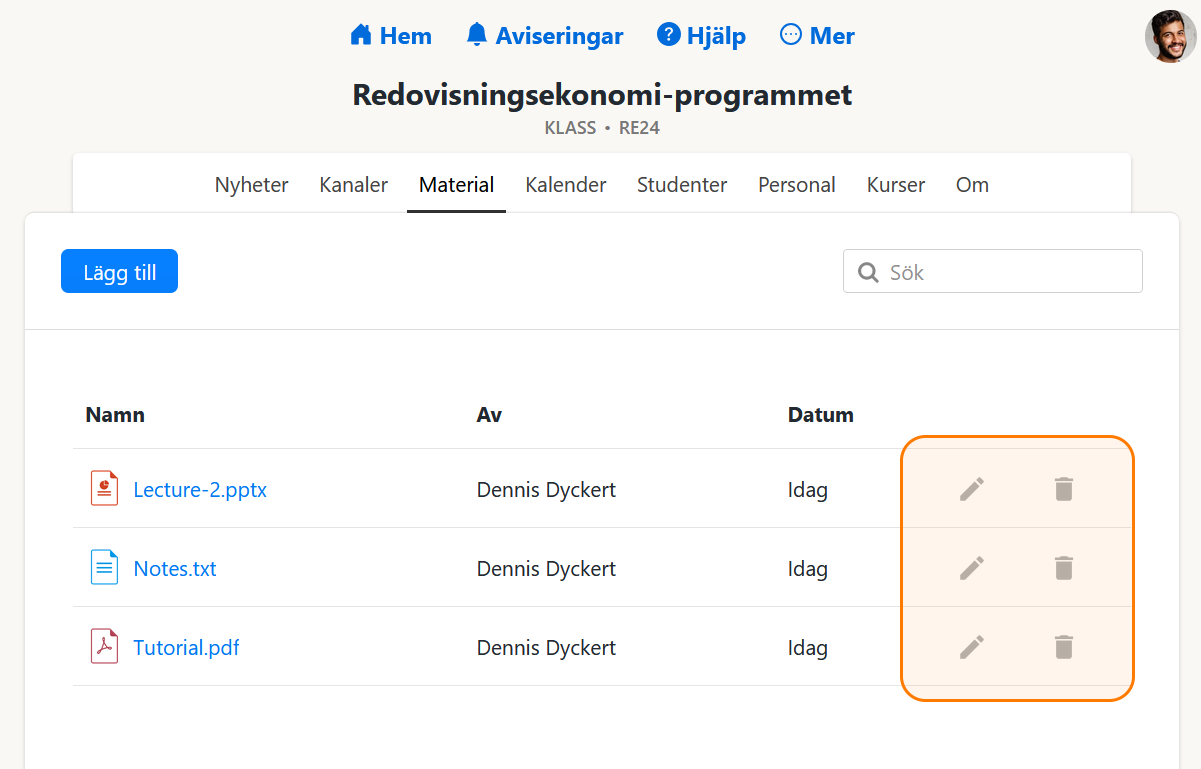 Hem Aviseringar Hjälp Mer
Redovisningsekonomi-programmet
KLASS • RE24
Nyheter Kanaler Material Kalender Studenter Personal Kurser Om
Lägg till Sök
Namn Av Datum
Lecture-2.pptx Dennis Dyckert Idag
Notes.txt Dennis Dyckert Idag
Tutorial.pdf Dennis Dyckert Idag